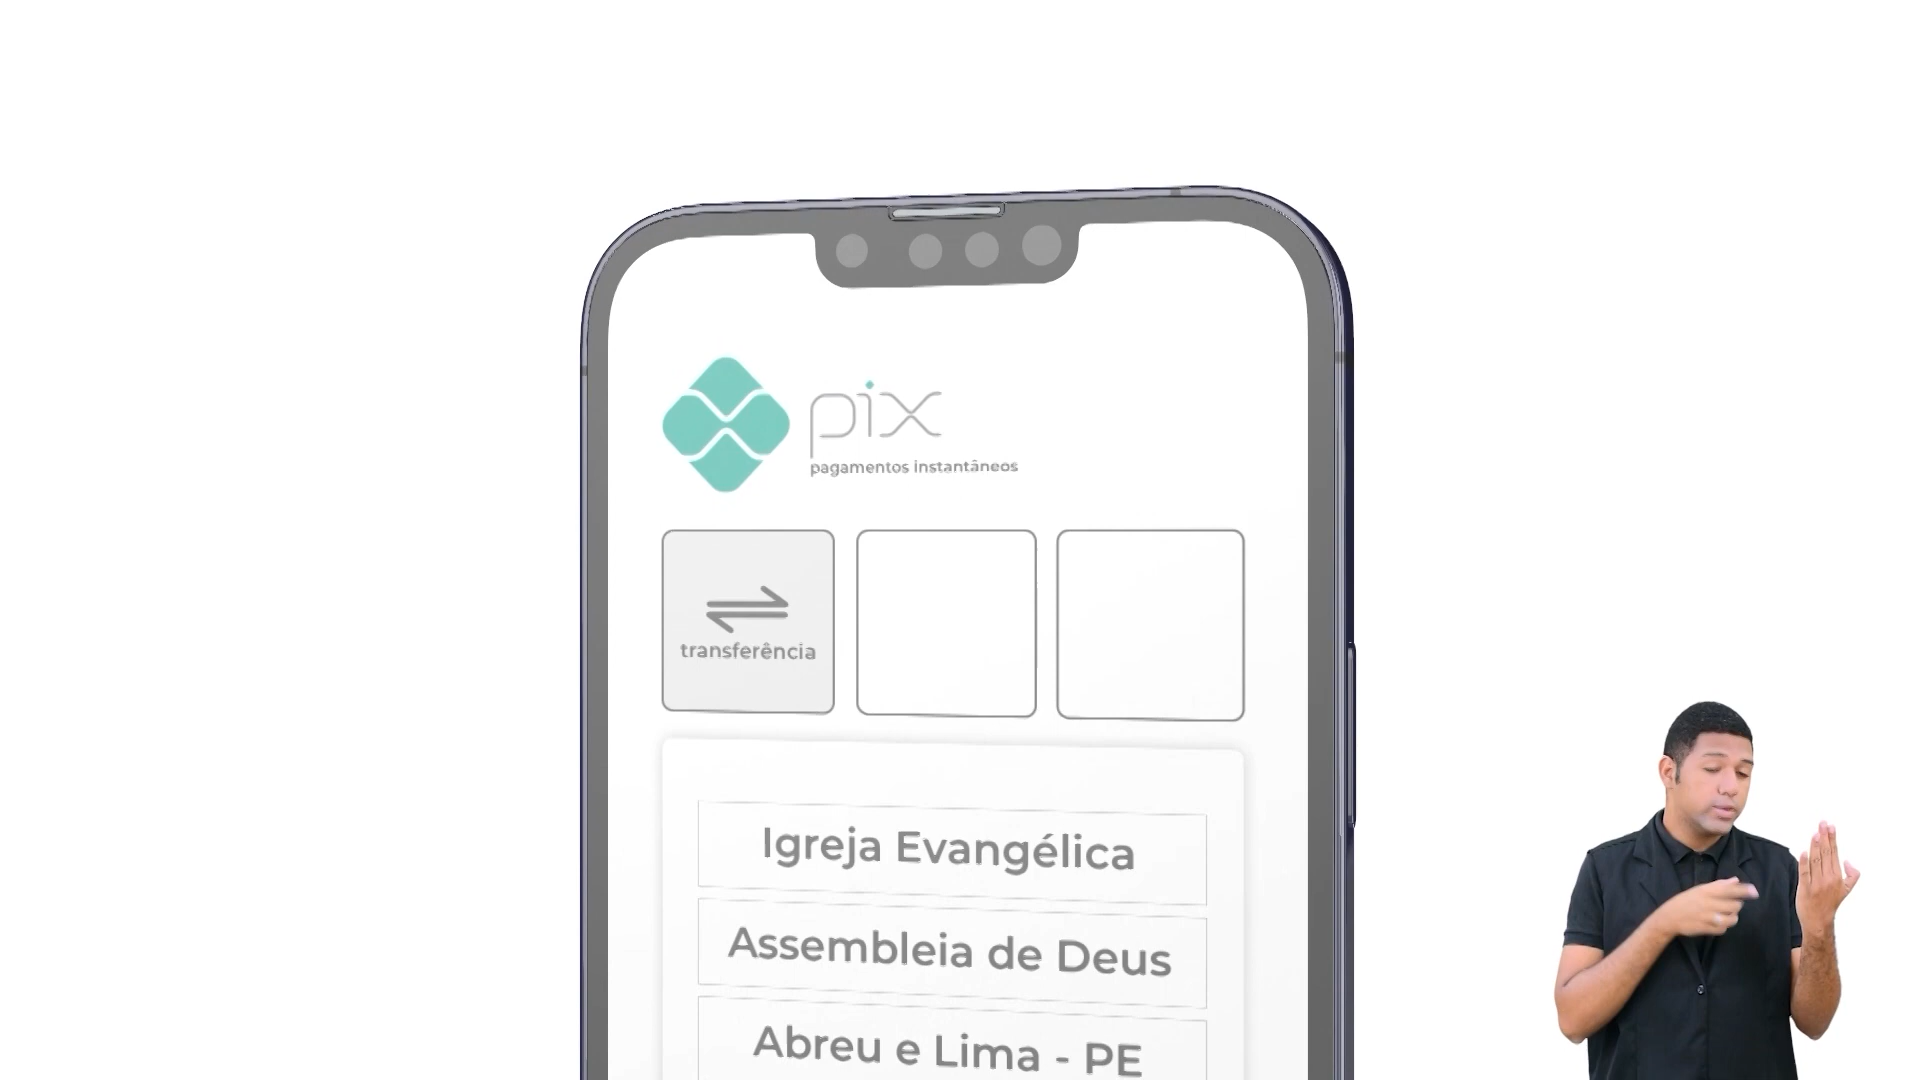 pix
pagamentos instantâneos
transferência
Igreja Evangélica
Assembleia de Deus
Abreu e Lima - PE